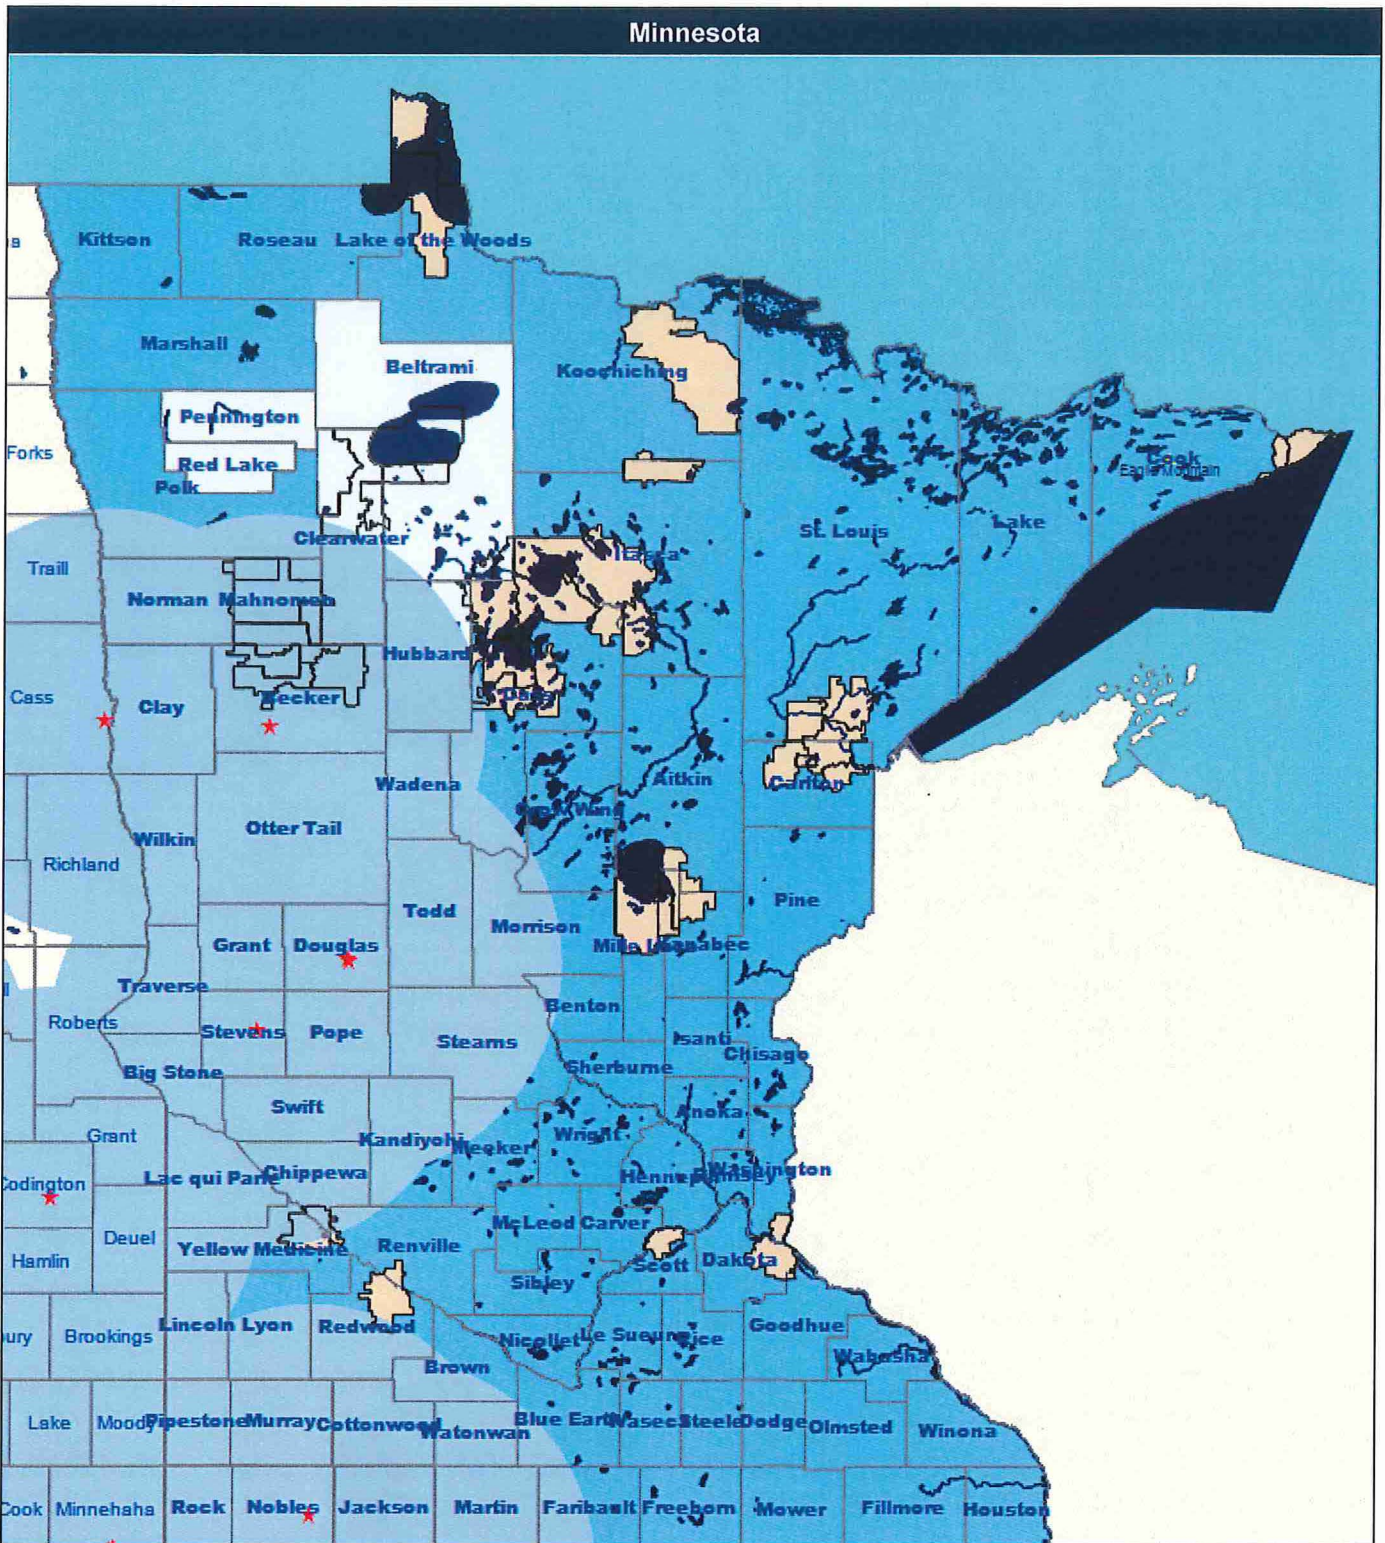 Minnesota
Kittson
Roseau
Lake of the Woods
Marshall
Beltrami
Koochiching
Pennington
Forks
Red Lake
Polk
Cook
Eagle Mountain
Clearwater
St. Louis
Lake
Itasca
Traill
Norman
Mahnomen
Hubbard
Cass
Clay
Becker
Cass
Wadena
Aitkin
Carlton
Crow Wing
Otter Tail
Wilkin
Richland
Pine
Todd
Morrison
Grant
Douglas
Mille Lacs
Kanabec
Traverse
Benton
Roberts
Stevens
Pope
Stearns
Isanti
Chisago
Big Stone
Sherburne
Swift
Anoka
Grant
Kandiyohi
Meeker
Wright
Lac qui Parle
Chippewa
Hennepin
Ramsey
Washington
Codington
McLeod
Carver
Deuel
Yellow Medicine
Renville
Scott
Dakota
Hamlin
Sibley
Lincoln
Lyon
Redwood
Brookings
Nicollet
Le Sueur
Rice
Goodhue
Wabasha
Brown
Lake
Moody
Pipestone
Murray
Cottonwood
Watonwan
Blue Earth
Waseca
Steele
Dodge
Olmsted
Winona
Cook
Minnehaha
Rock
Nobles
Jackson
Martin
Faribault
Freeborn
Mower
Fillmore
Houston